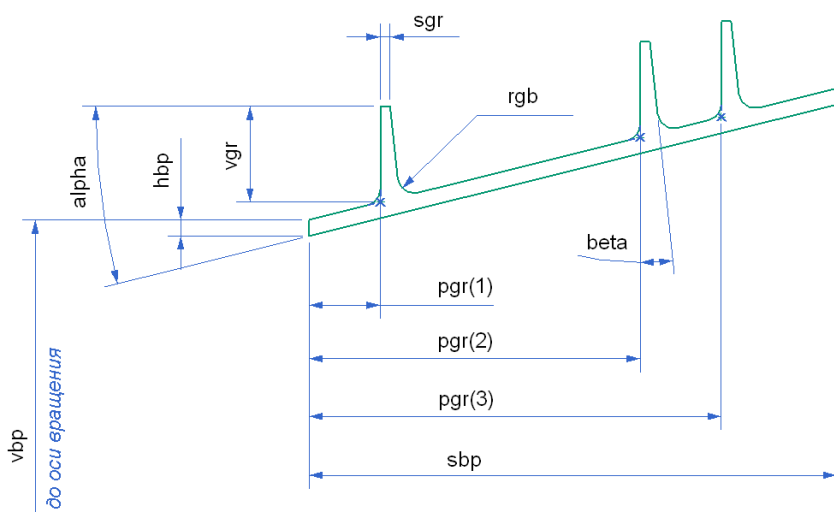 sgr
rgb
vgr
hbp
alpha
beta
pgr(1)
pgr(2)
pgr(3)
sbp
vbp
до оси вращения